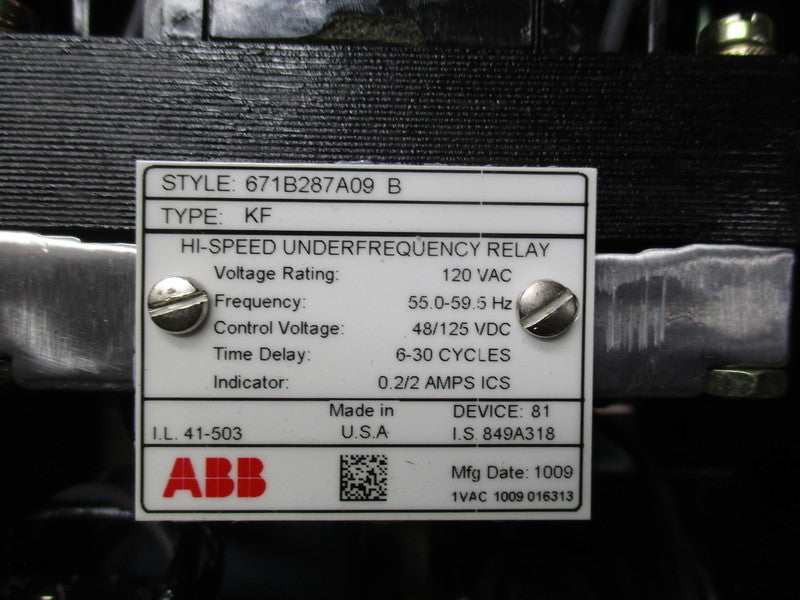 STYLE: 671B287A09 B
TYPE: KF
HI-SPEED UNDERFREQUENCY RELAY
Voltage Rating: 120 VAC
Frequency: 55.0-59.5 Hz
Control Voltage: 48/125 VDC
Time Delay: 6-30 CYCLES
Indicator: 0.2/2 AMPS ICS
I.L. 41-503
Made in
U.S.A
DEVICE: 81
I.S. 849A318
ABB
Mfg Date: 1009
1VAC 1009 016313